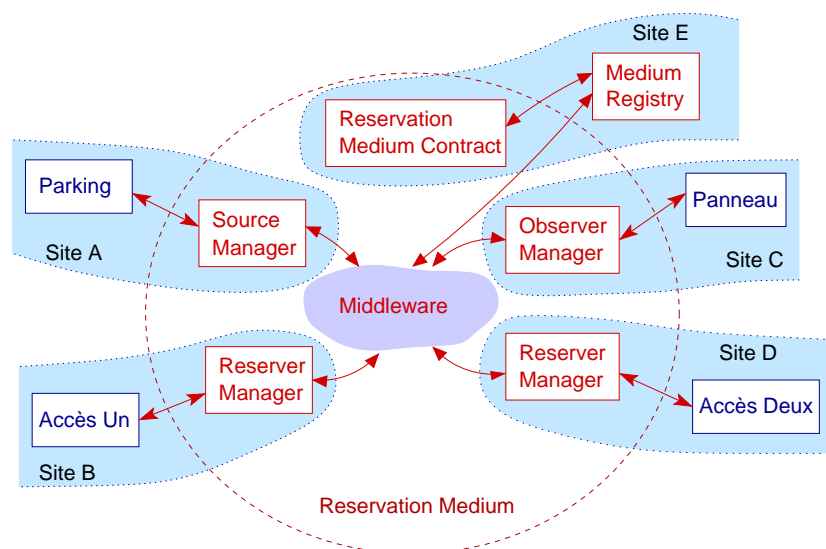 Site E
Medium
Registry
Reservation
Medium Contract
Parking
Source
Manager
Site A
Observer
Manager
Panneau
Site C
Middleware
Reserver
Manager
Accès Un
Site B
Reserver
Manager
Site D
Accès Deux
Reservation Medium